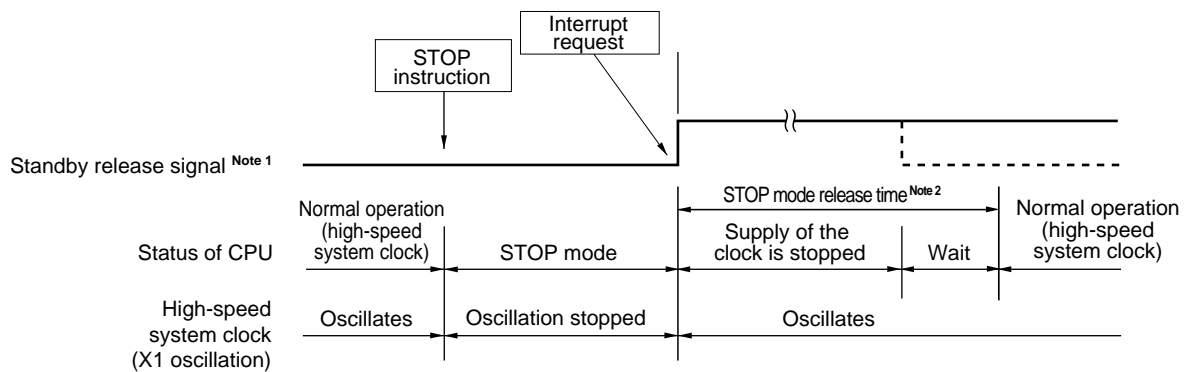 Interrupt
request
STOP
instruction
Standby release signal Note 1
STOP mode release time Note 2
Status of CPU
Normal operation
(high-speed
system clock)
STOP mode
Supply of the
clock is stopped
Wait
Normal operation
(high-speed
system clock)
High-speed
system clock
(X1 oscillation)
Oscillates
Oscillation stopped
Oscillates